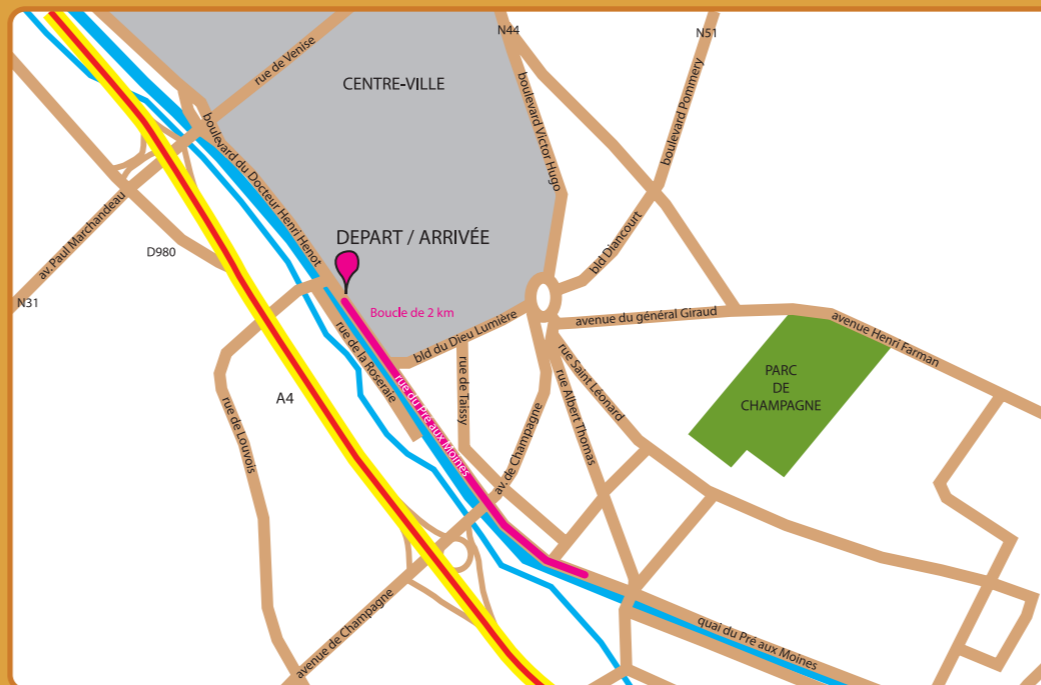 N44
N51
rue de Venise
CENTRE-VILLE
boulevard Victor Hugo
boulevard Pommery
boulevard du Docteur Henri Henot
av. Paul Marchandeau
D980
N31
DEPART / ARRIVÉE
bld Diancourt
Boucle de 2 km
bld du Dieu Lumière
avenue du général Giraud
avenue Henri Farman
rue de la Roseraie
rue du Pré aux Moines
rue de Taissy
rue Saint Léonard
rue Albert Thomas
PARC
DE
CHAMPAGNE
A4
rue de Louvois
av. de Champagne
avenue de Champagne
quai du Pré aux Moines